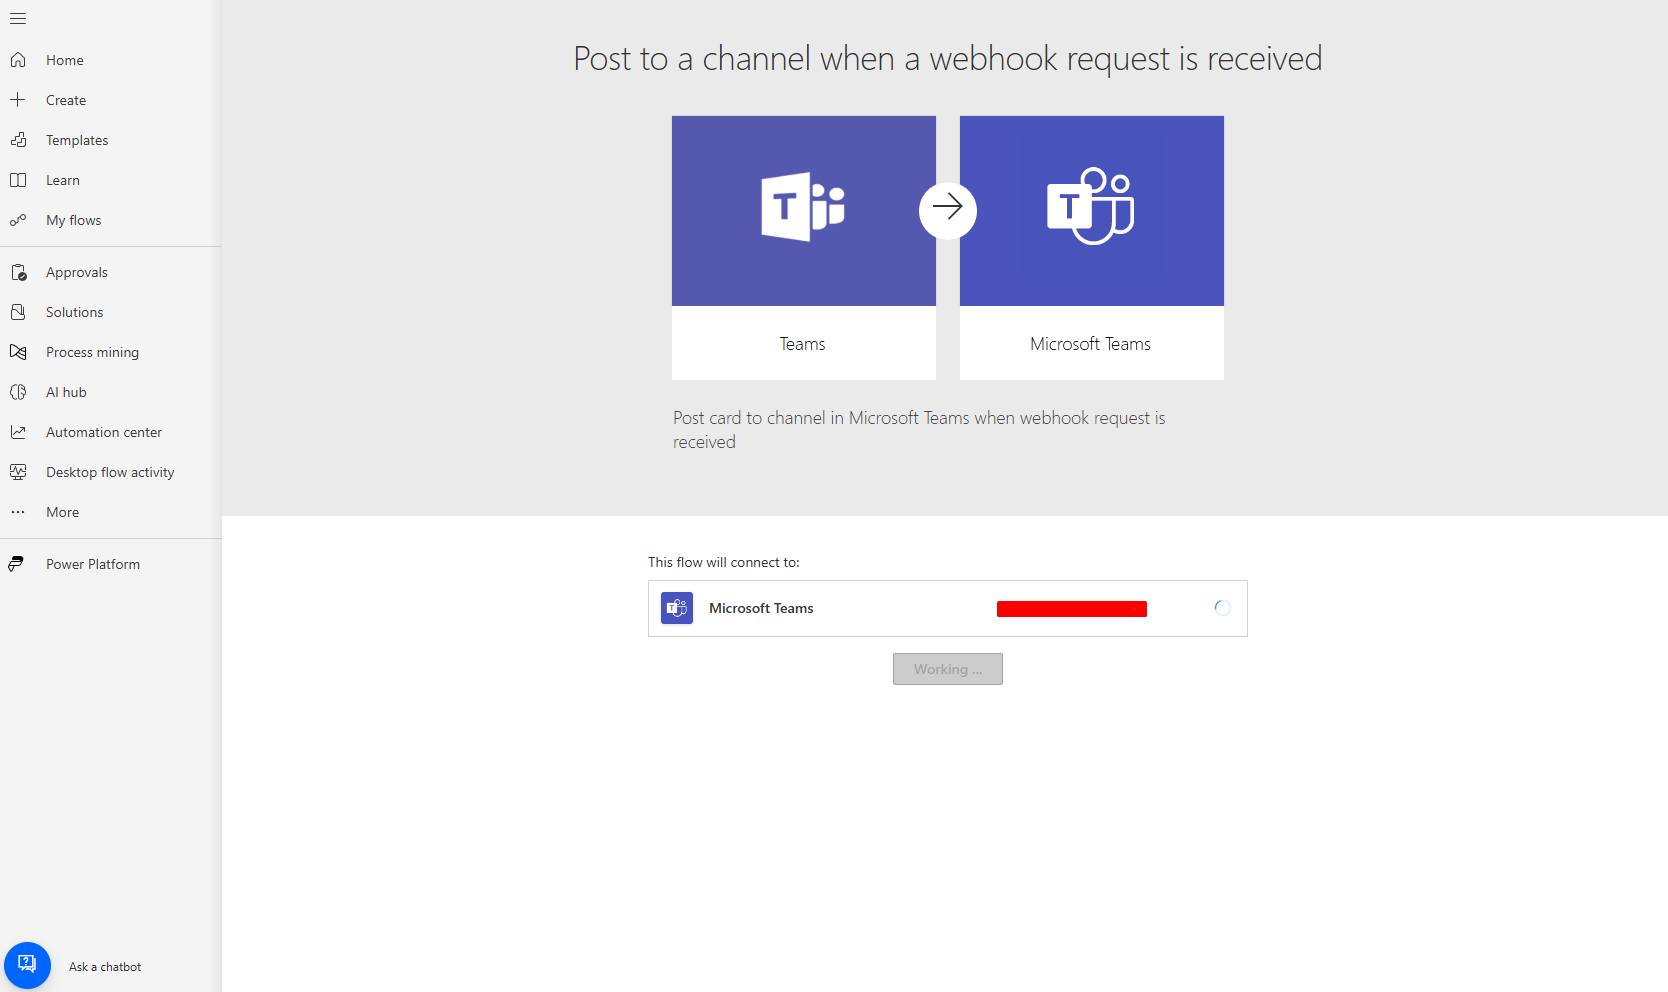 Home
Create
Templates
Learn
My flows
Approvals
Solutions
Process mining
AI hub
Automation center
Desktop flow activity
More
Power Platform
Ask a chatbot
Post to a channel when a webhook request is received
T
T
Teams
Microsoft Teams
Post card to channel in Microsoft Teams when webhook request is
received
This flow will connect to:
T
Microsoft Teams
Working ...